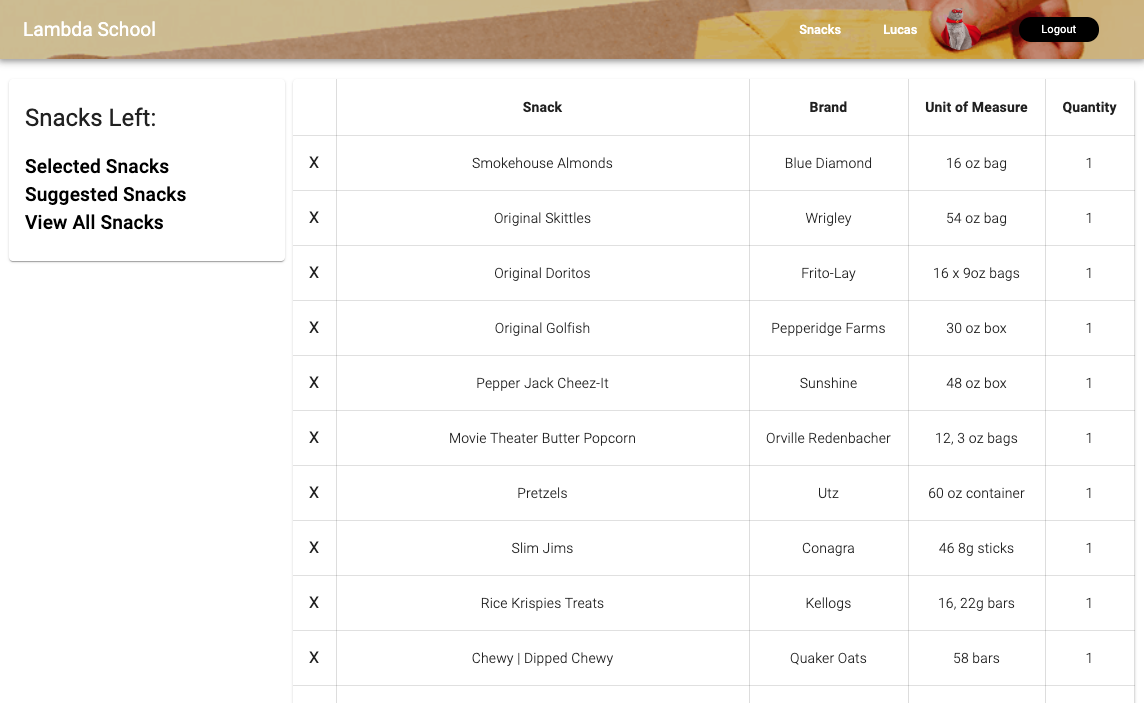 Lambda School
Snacks Lucas Logout
Snacks Left:
Selected Snacks
Suggested Snacks
View All Snacks
Snack Brand Unit of Measure Quantity
X Smokehouse Almonds Blue Diamond 16 oz bag 1
X Original Skittles Wrigley 54 oz bag 1
X Original Doritos Frito-Lay 16 x 9oz bags 1
X Original Golfish Pepperidge Farms 30 oz box 1
X Pepper Jack Cheez-It Sunshine 48 oz box 1
X Movie Theater Butter Popcorn Orville Redenbacher 12, 3 oz bags 1
X Pretzels Utz 60 oz container 1
X Slim Jims Conagra 46 8g sticks 1
X Rice Krispies Treats Kellogs 16, 22g bars 1
X Chewy | Dipped Chewy Quaker Oats 58 bars 1